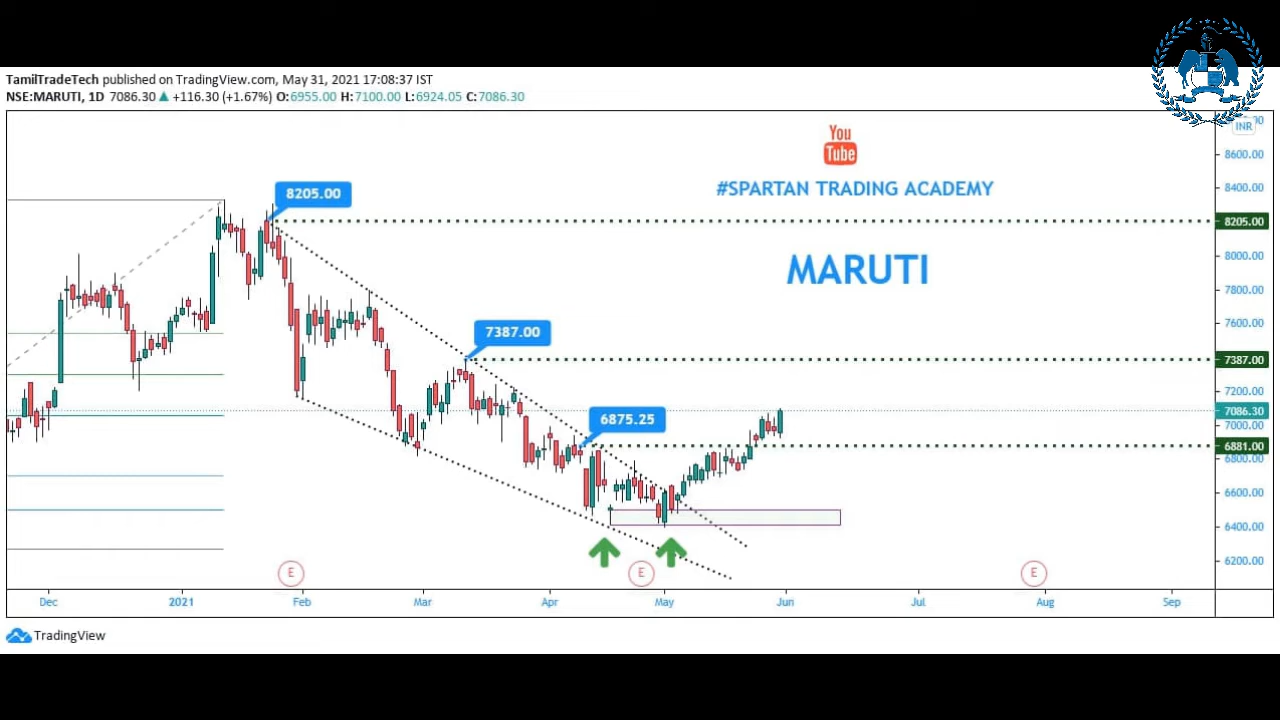 TamilTradeTech published on TradingView.com, May 31, 2021 17:08:37 IST
NSE:MARUTI, 1D 7086.30 ▲ +116.30 (+1.67%) O:6955.00 H:7100.00 L:6924.05 C:7086.30
You
Tube
#SPARTAN TRADING ACADEMY
MARUTI
8205.00
7387.00
6875.25
INR
8600.00
8400.00
8205.00
8000.00
7800.00
7600.00
7387.00
7200.00
7086.30
7000.00
6881.00
6800.00
6600.00
6400.00
6200.00
E
E
E
Dec 2021 Feb Mar Apr May Jun Jul Aug Sep
TradingView